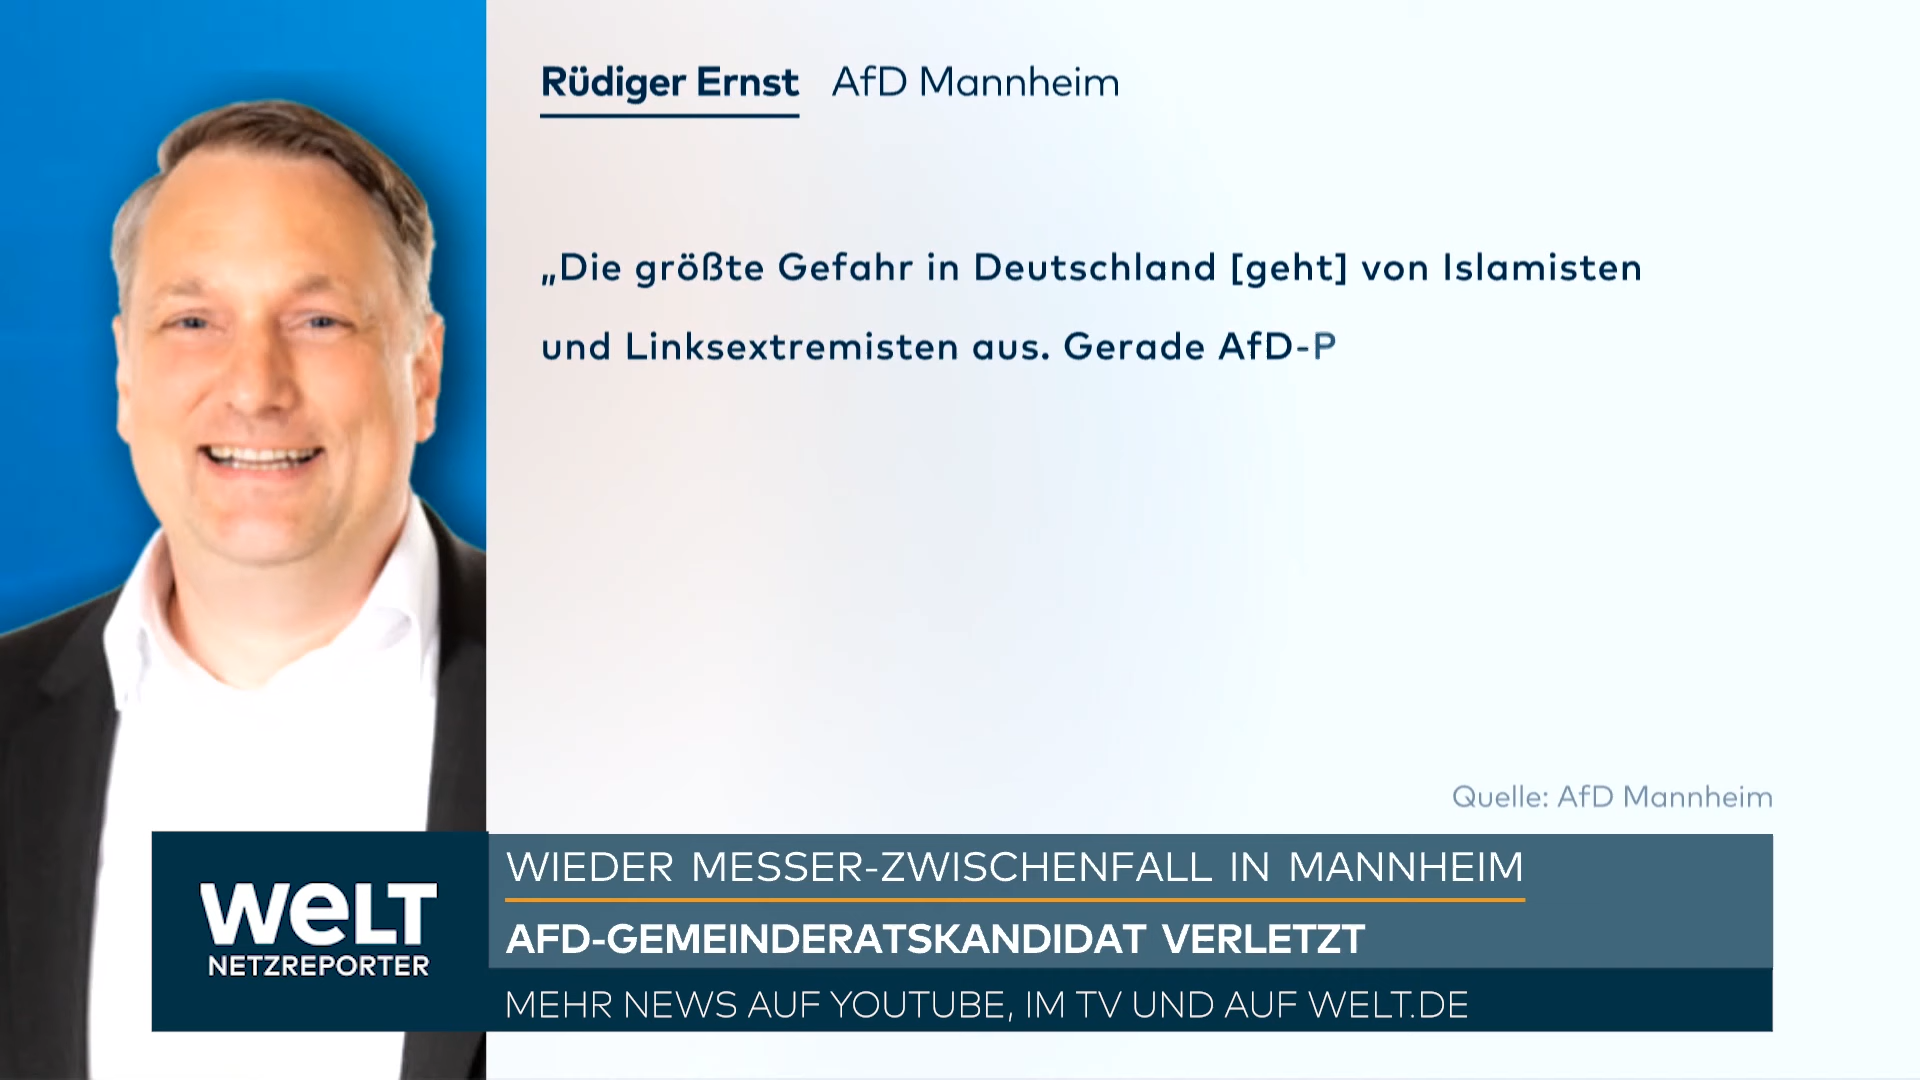 Rüdiger Ernst AfD Mannheim
„Die größte Gefahr in Deutschland [geht] von Islamisten
und Linksextremisten aus. Gerade AfD-P
Quelle: AfD Mannheim
WELT
NETZREPORTER
WIEDER MESSER-ZWISCHENFALL IN MANNHEIM
AFD-GEMEINDERATSKANDIDAT VERLETZT
MEHR NEWS AUF YOUTUBE, IM TV UND AUF WELT.DE